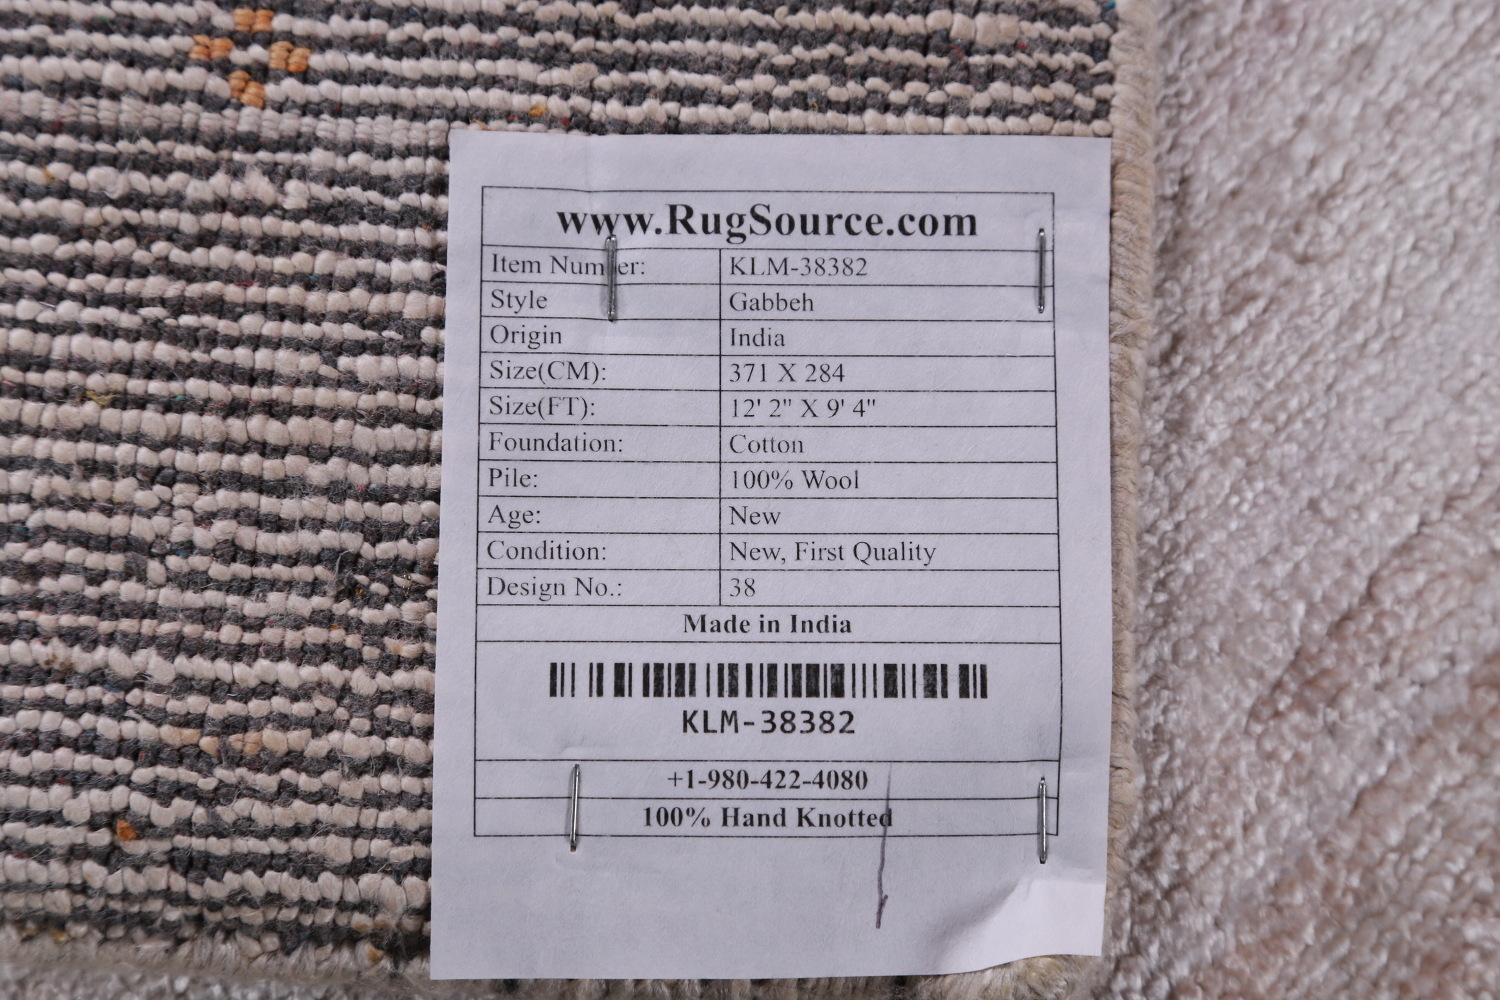 www.RugSource.com
Item Number: KLM-38382
Style Gabbeh
Origin India
Size(CM): 371 X 284
Size(FT): 12' 2" X 9' 4"
Foundation: Cotton
Pile: 100% Wool
Age: New
Condition: New, First Quality
Design No.: 38
Made in India
KLM-38382
+1-980-422-4080
100% Hand Knotted